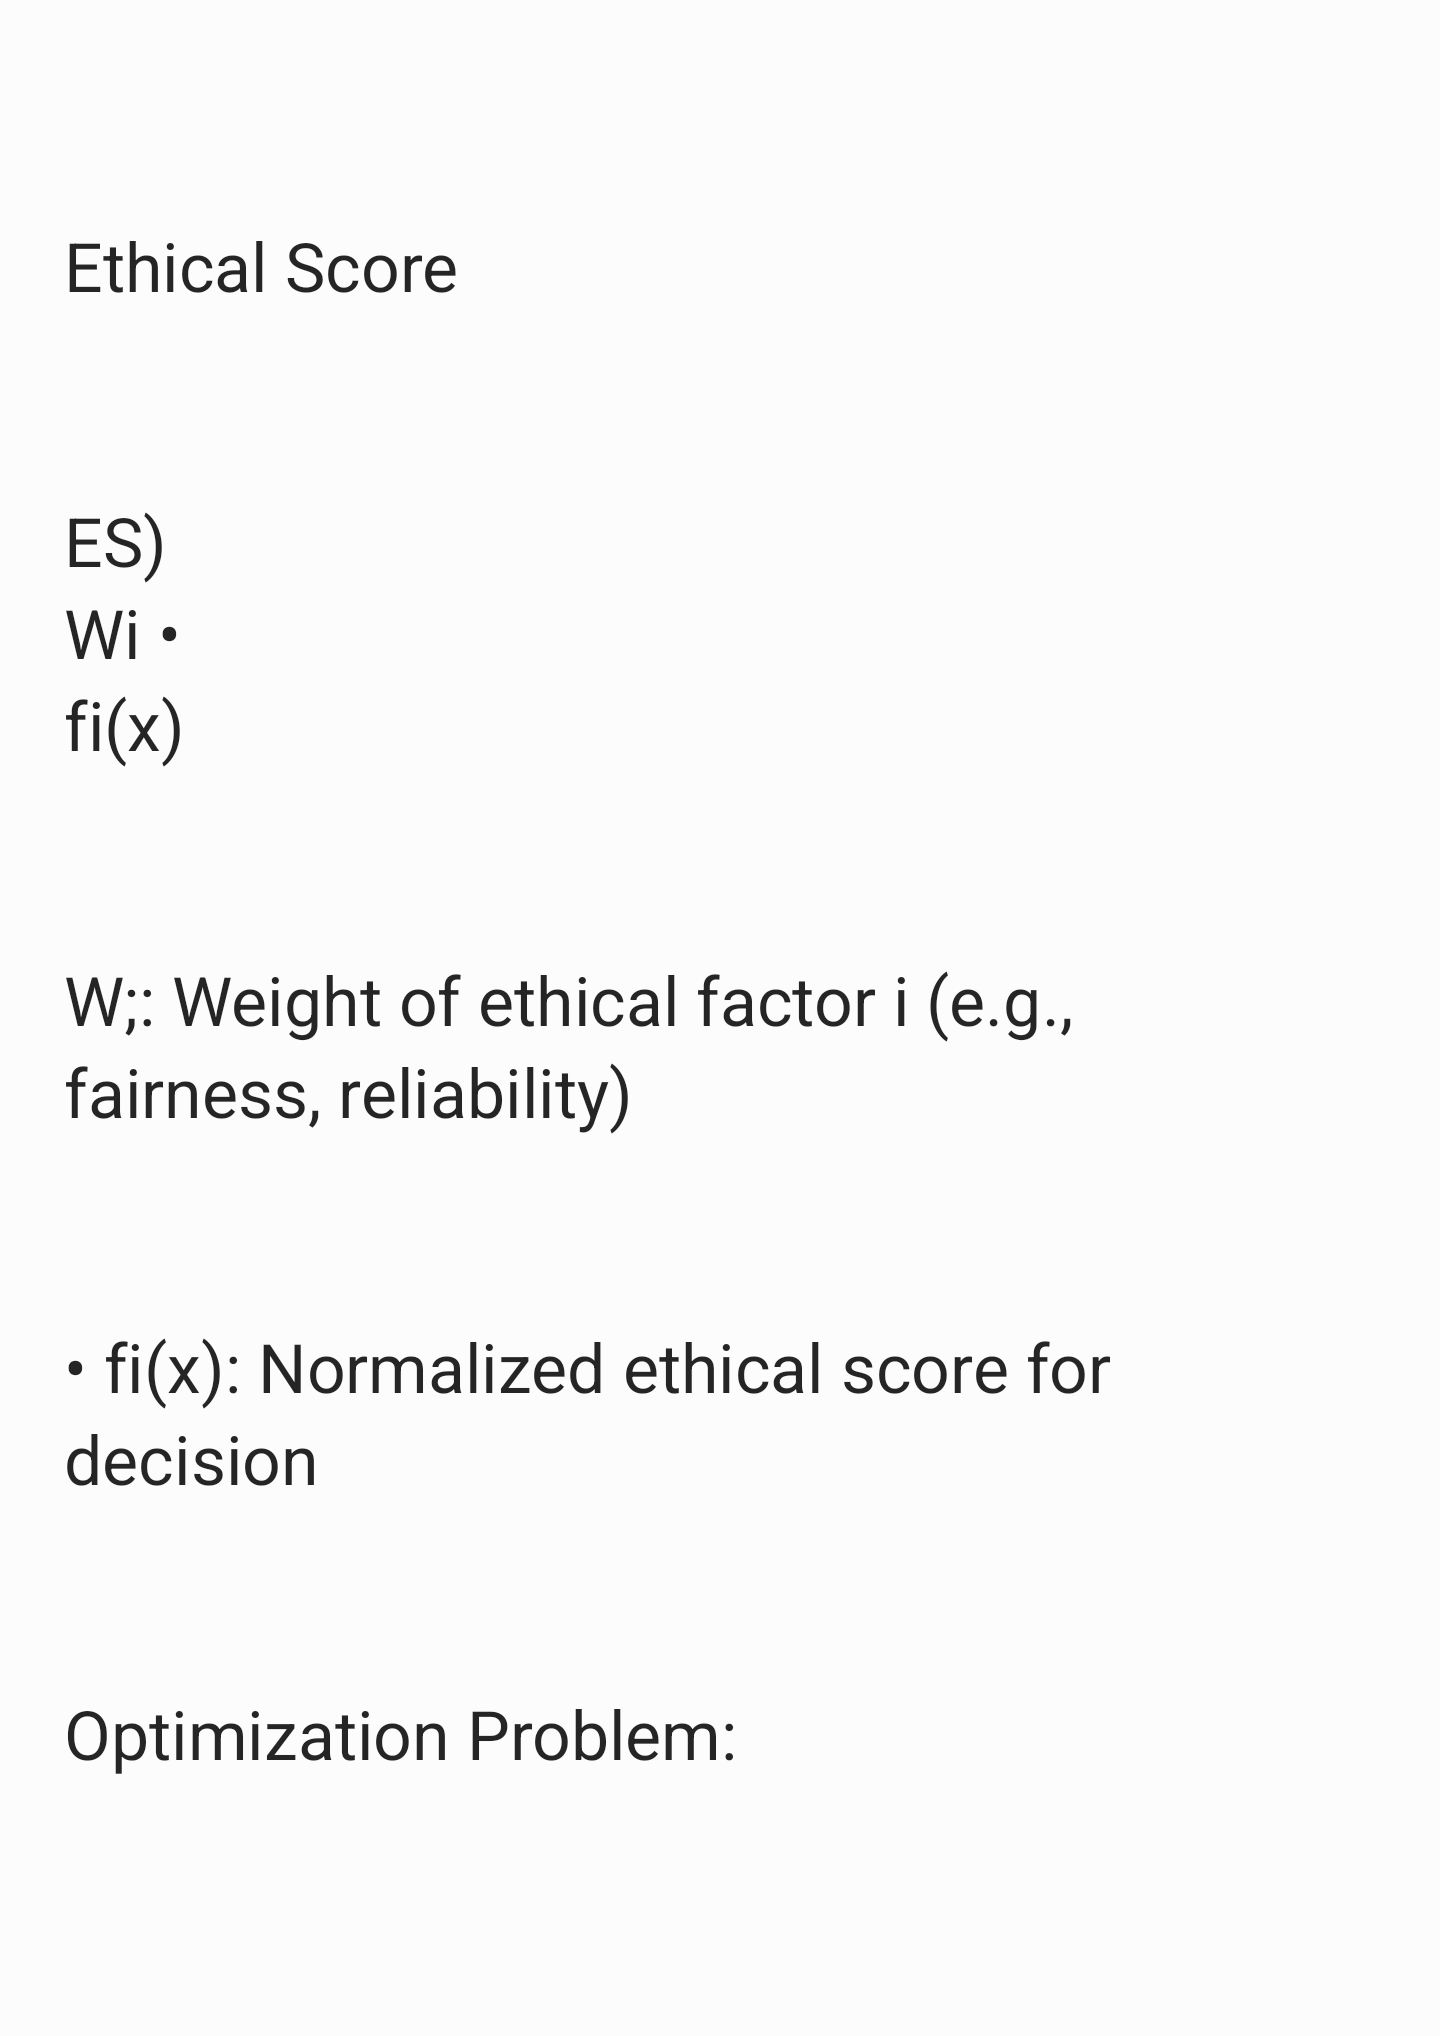 Ethical Score
ES)
Wi •
fi(x)
W;: Weight of ethical factor i (e.g.,
fairness, reliability)
• fi(x): Normalized ethical score for
decision
Optimization Problem: